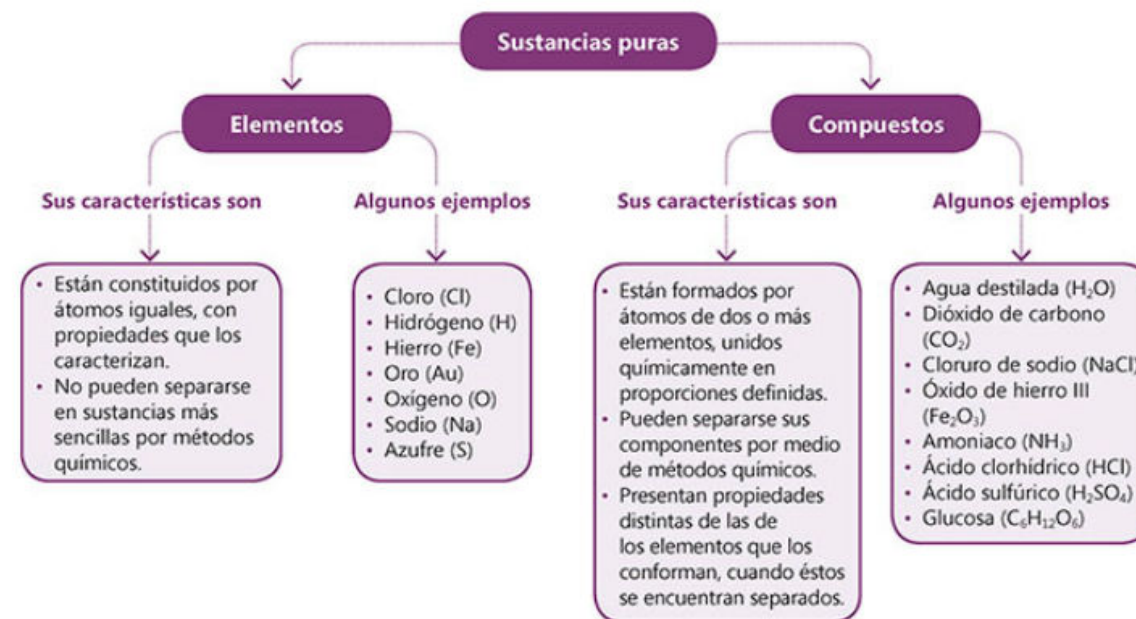 Sustancias puras
Elementos
Compuestos
Sus características son
Algunos ejemplos
Sus características son
Algunos ejemplos
• Están constituidos por
átomos iguales, con
propiedades que los
caracterizan.
• No pueden separarse
en sustancias más
sencillas por métodos
químicos.
• Cloro (Cl)
• Hidrógeno (H)
• Hierro (Fe)
• Oro (Au)
• Oxígeno (O)
• Sodio (Na)
• Azufre (S)
• Están formados por
átomos de dos o más
elementos, unidos
químicamente en
proporciones definidas.
• Pueden separarse sus
componentes por medio
de métodos químicos.
• Presentan propiedades
distintas de las de
los elementos que los
conforman, cuando éstos
se encuentran separados.
• Agua destilada (H₂O)
• Dióxido de carbono
(CO₂)
• Cloruro de sodio (NaCl)
• Óxido de hierro III
(Fe₂O₃)
• Amoniaco (NH₃)
• Ácido clorhídrico (HCl)
• Ácido sulfúrico (H₂SO₄)
• Glucosa (C₆H₁₂O₆)